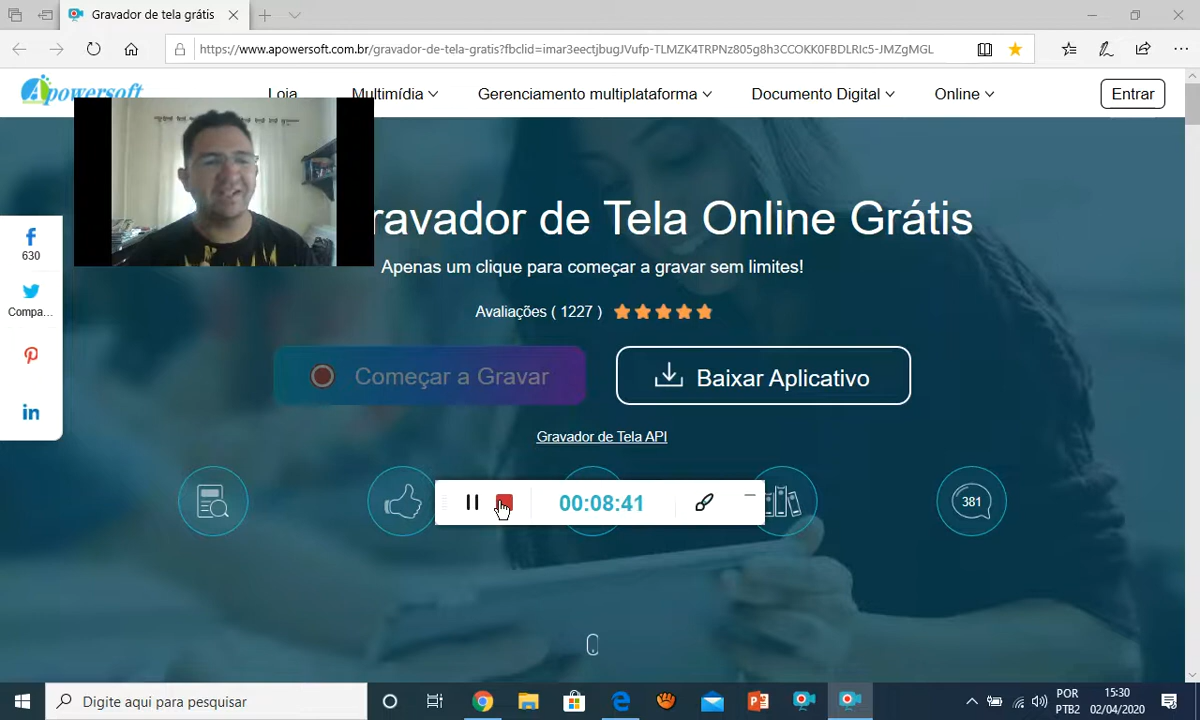 Gravador de tela grátis
https://www.apowersoft.com.br/gravador-de-tela-gratis?fbclid=imar3eectjbugJVufp-TLMZK4TRPNz805g8h3CCOKK0FBDLRIc5-JMZgMGL
Apowersoft
Loja Multimídia Gerenciamento multiplataforma Documento Digital Online Entrar
ravador de Tela Online Grátis
Apenas um clique para começar a gravar sem limites!
630
Avaliações ( 1227 )
Compa...
Começar a Gravar Baixar Aplicativo
Gravador de Tela API
00:08:41
381
Digite aqui para pesquisar
POR
PTB2
15:30
02/04/2020